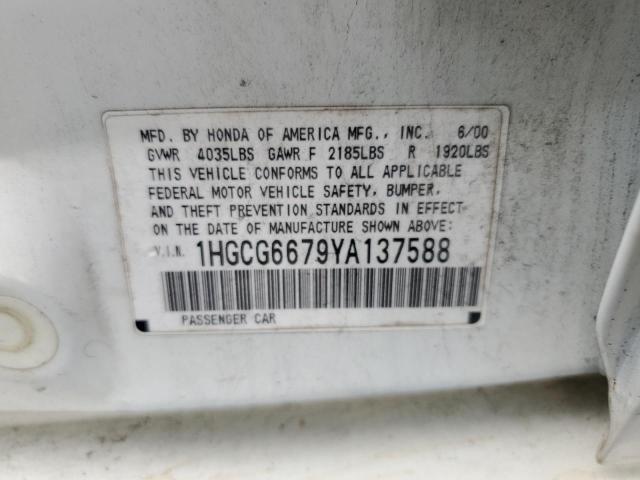 MFD. BY HONDA OF AMERICA MFG., INC. 6/00
GVWR 4035LBS GAWR F 2185LBS R 1920LBS
THIS VEHICLE CONFORMS TO ALL APPLICABLE
FEDERAL MOTOR VEHICLE SAFETY, BUMPER,
AND THEFT PREVENTION STANDARDS IN EFFECT
ON THE DATE OF MANUFACTURE SHOWN ABOVE:
V.I.N. 1HGCG6679YA137588
PASSENGER CAR